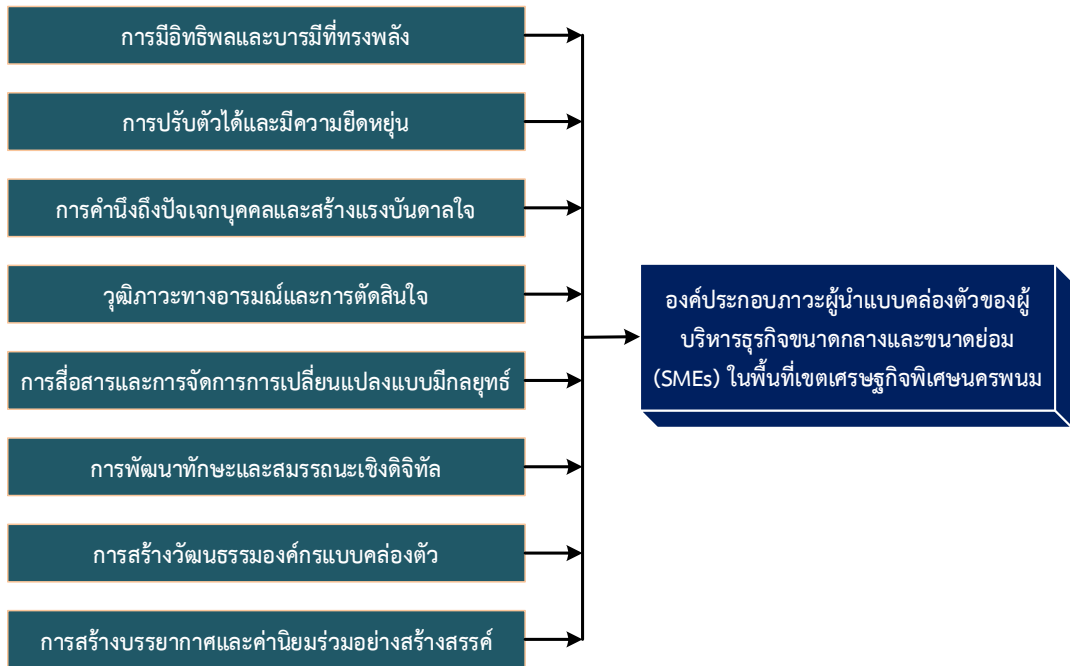 การมีอิทธิพลและบารมีที่ทรงพลัง
การปรับตัวได้และมีความยืดหยุ่น
การคำนึงถึงปัจเจกบุคคลและสร้างแรงบันดาลใจ
วุฒิภาวะทางอารมณ์และการตัดสินใจ
การสื่อสารและการจัดการการเปลี่ยนแปลงแบบมีกลยุทธ์
การพัฒนาทักษะและสมรรถนะเชิงดิจิทัล
การสร้างวัฒนธรรมองค์กรแบบคล่องตัว
การสร้างบรรยากาศและค่านิยมร่วมอย่างสร้างสรรค์
องค์ประกอบภาวะผู้นำแบบคล่องตัวของผู้
บริหารธุรกิจขนาดกลางและขนาดย่อม
(SMEs) ในพื้นที่เขตเศรษฐกิจพิเศษนครพนม